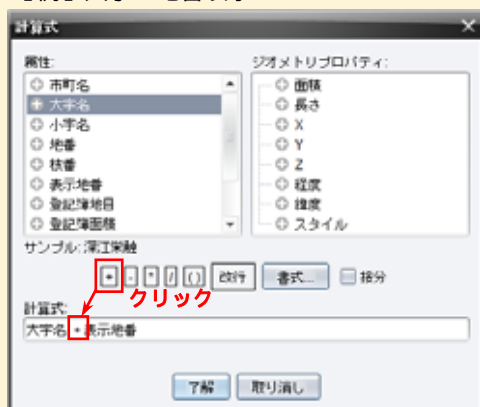 計算式
属性: ジオメトリプロパティ:
市町名
大字名
小字名
地番
枝番
表示地番
登記簿地目
登記簿面積
面積
長さ
X
Y
Z
経度
緯度
スタイル
サンプル:深江栄触
+ - * / ( ) 改行 書式... 按分
クリック
計算式:
大字名 + 表示地番
了解 取り消し